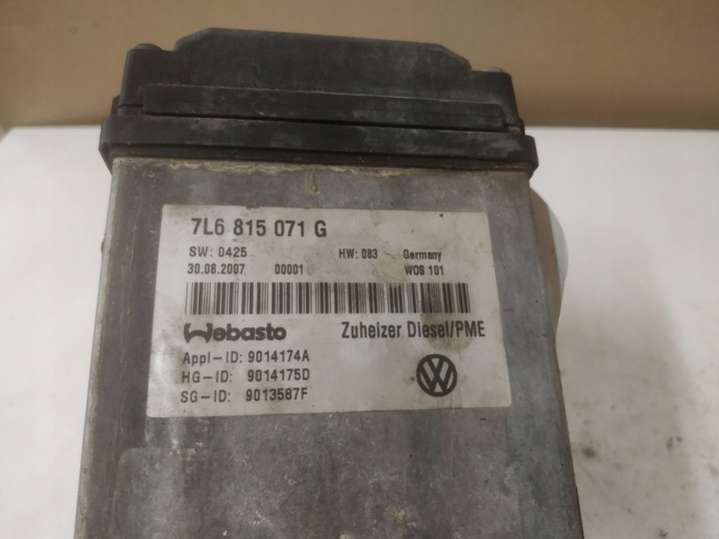 7L6 815 071 G
SW: 0425 HW: 083 Germany
30.08.2007 00001 WOS 101
Webasto Zuheizer Diesel/PME
Appl-ID: 9014174A
HG-ID: 9014175D
SG-ID: 9013587F